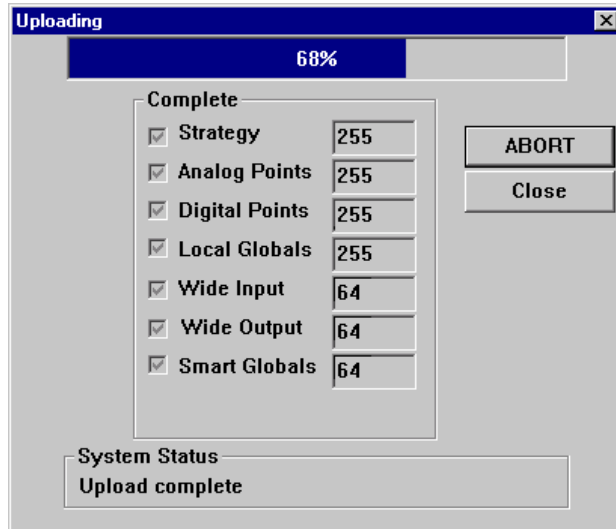 Uploading
68%
Complete
Strategy 255
Analog Points 255
Digital Points 255
Local Globals 255
Wide Input 64
Wide Output 64
Smart Globals 64
ABORT
Close
System Status
Upload complete